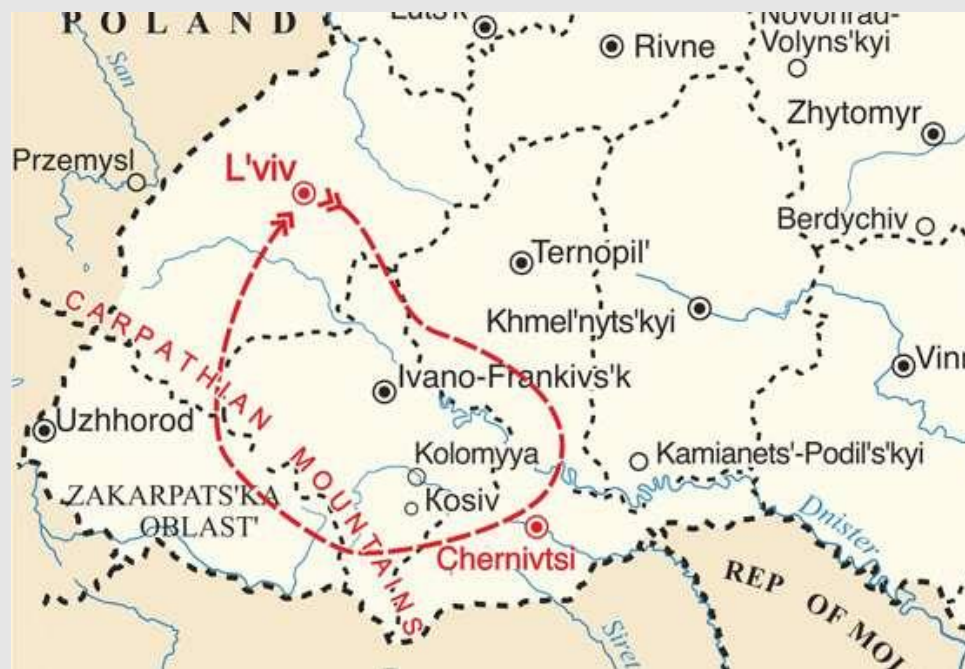 POLAND
Luts'k
Rivne
Novohrad-
Volyns'kyi
San
Zhytomyr
Przemysl
L'viv
Berdychiv
Ternopil'
CARPATHIAN MOUNTAINS
Khmel'nyts'kyi
Vinn
Ivano-Frankivs'k
Uzhhorod
Kolomyya
Kamianets'-Podil's'kyi
ZAKARPATS'KA
OBLAST'
Kosiv
Dnister
Chernivtsi
REP OF MOL
Siret